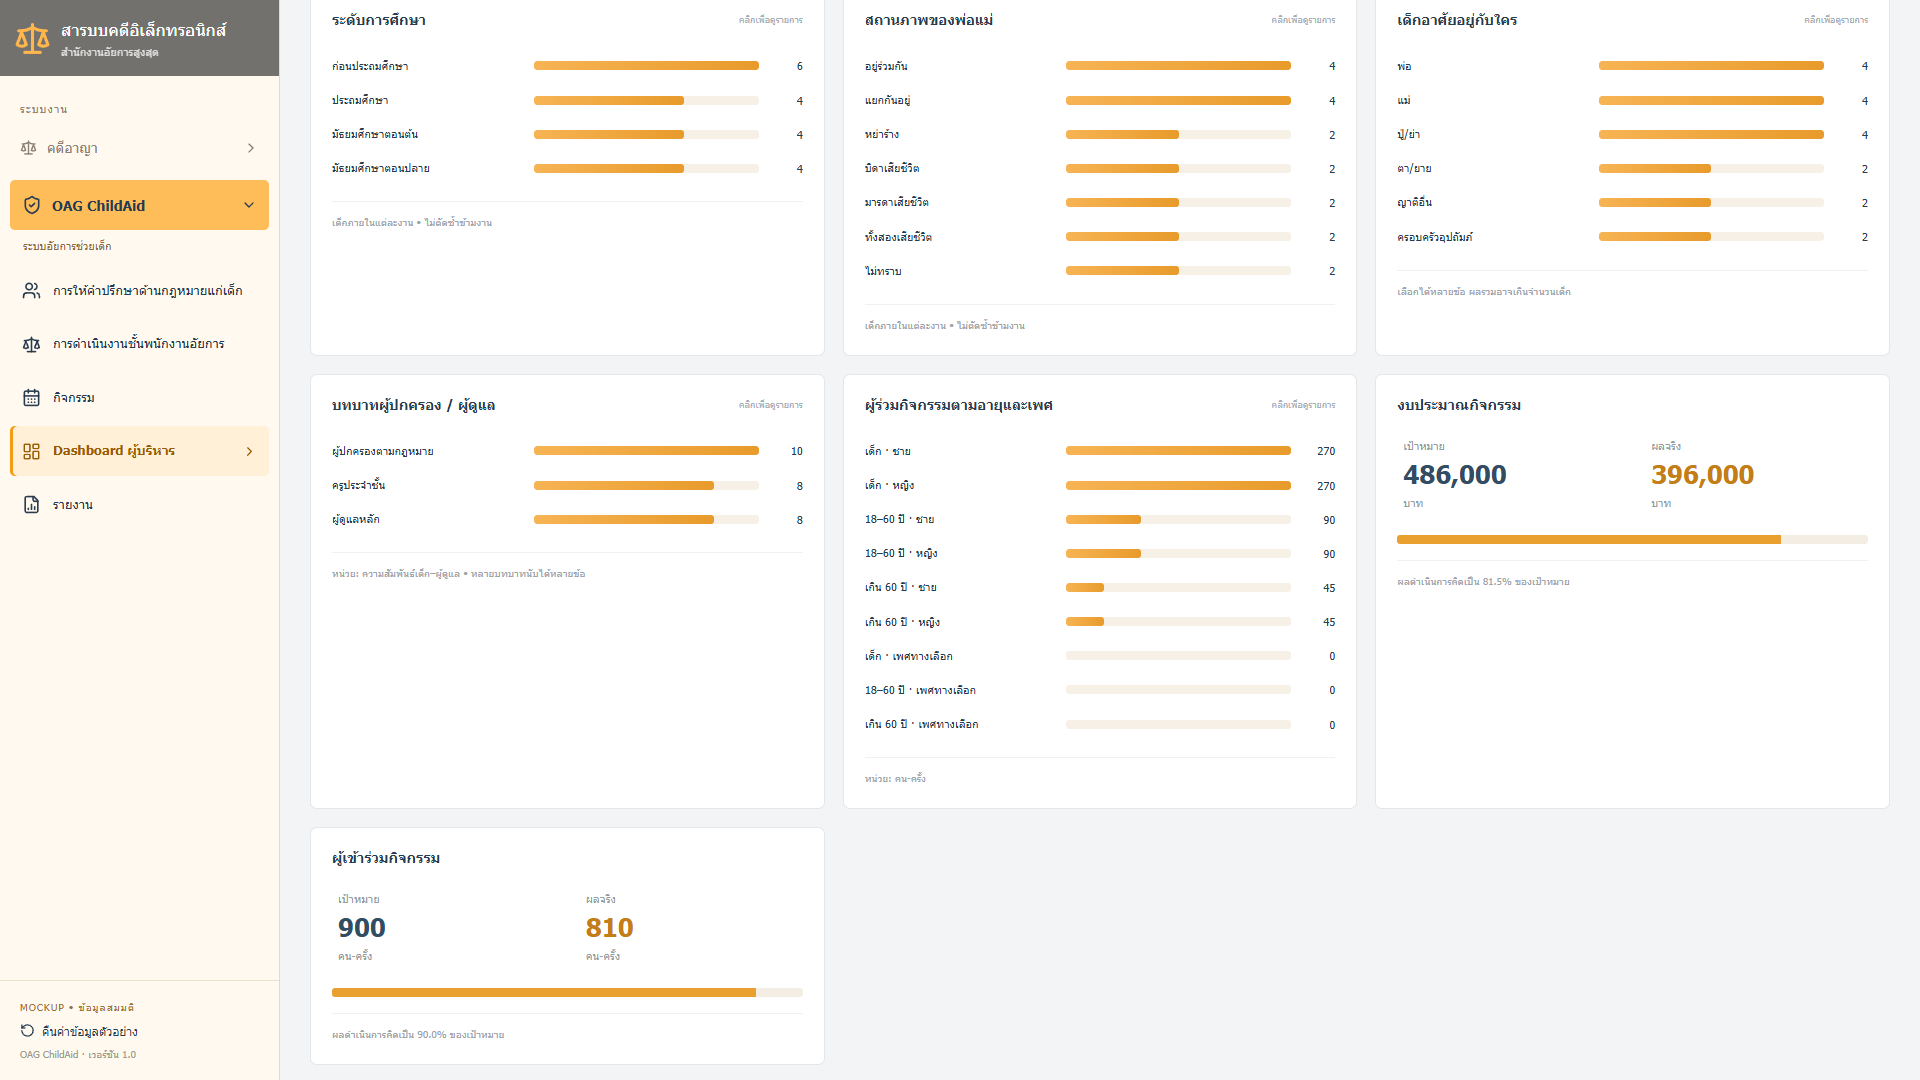 สารบบคดีอิเล็กทรอนิกส์
สำนักงานอัยการสูงสุด
ระบบงาน
คดีอาญา
OAG ChildAid
ระบบอัยการช่วยเด็ก
การให้คำปรึกษาด้านกฎหมายแก่เด็ก
การดำเนินงานชั้นพนักงานอัยการ
กิจกรรม
Dashboard ผู้บริหาร
รายงาน
MOCKUP • ข้อมูลสมมติ
คืนค่าข้อมูลตัวอย่าง
OAG ChildAid · เวอร์ชัน 1.0
ระดับการศึกษา คลิกเพื่อดูรายการ
ก่อนประถมศึกษา 6
ประถมศึกษา 4
มัธยมศึกษาตอนต้น 4
มัธยมศึกษาตอนปลาย 4
เด็กภายในแต่ละงาน • ไม่ตัดซ้ำข้ามงาน
สถานภาพของพ่อแม่ คลิกเพื่อดูรายการ
อยู่ร่วมกัน 4
แยกกันอยู่ 4
หย่าร้าง 2
บิดาเสียชีวิต 2
มารดาเสียชีวิต 2
ทั้งสองเสียชีวิต 2
ไม่ทราบ 2
เด็กภายในแต่ละงาน • ไม่ตัดซ้ำข้ามงาน
เด็กอาศัยอยู่กับใคร คลิกเพื่อดูรายการ
พ่อ 4
แม่ 4
ปู่/ย่า 4
ตา/ยาย 2
ญาติอื่น 2
ครอบครัวอุปถัมภ์ 2
เลือกได้หลายข้อ ผลรวมอาจเกินจำนวนเด็ก
บทบาทผู้ปกครอง / ผู้ดูแล คลิกเพื่อดูรายการ
ผู้ปกครองตามกฎหมาย 10
ครูประจำชั้น 8
ผู้ดูแลหลัก 8
หน่วย: ความสัมพันธ์เด็ก–ผู้ดูแล • หลายบทบาทนับได้หลายข้อ
ผู้ร่วมกิจกรรมตามอายุและเพศ คลิกเพื่อดูรายการ
เด็ก · ชาย 270
เด็ก · หญิง 270
18–60 ปี · ชาย 90
18–60 ปี · หญิง 90
เกิน 60 ปี · ชาย 45
เกิน 60 ปี · หญิง 45
เด็ก · เพศทางเลือก 0
18–60 ปี · เพศทางเลือก 0
เกิน 60 ปี · เพศทางเลือก 0
หน่วย: คน-ครั้ง
งบประมาณกิจกรรม
เป้าหมาย ผลจริง
486,000 396,000
บาท บาท
ผลดำเนินการคิดเป็น 81.5% ของเป้าหมาย
ผู้เข้าร่วมกิจกรรม
เป้าหมาย ผลจริง
900 810
คน-ครั้ง คน-ครั้ง
ผลดำเนินการคิดเป็น 90.0% ของเป้าหมาย